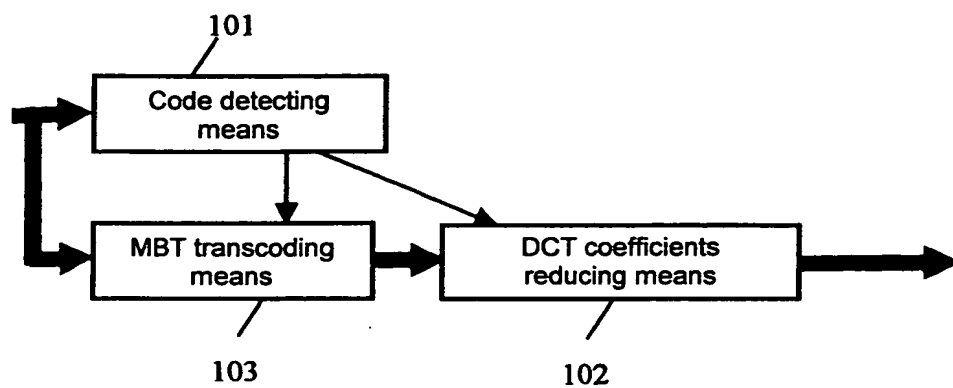 101
Code detecting
means
MBT transcoding
means
DCT coefficients
reducing means
103
102